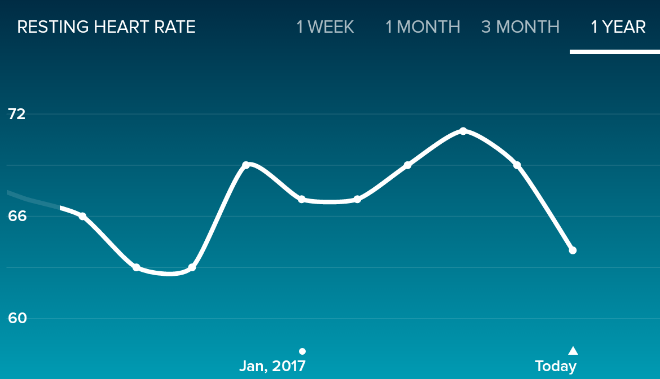 RESTING HEART RATE 1 WEEK 1 MONTH 3 MONTH 1 YEAR
72
66
60
Jan, 2017 Today